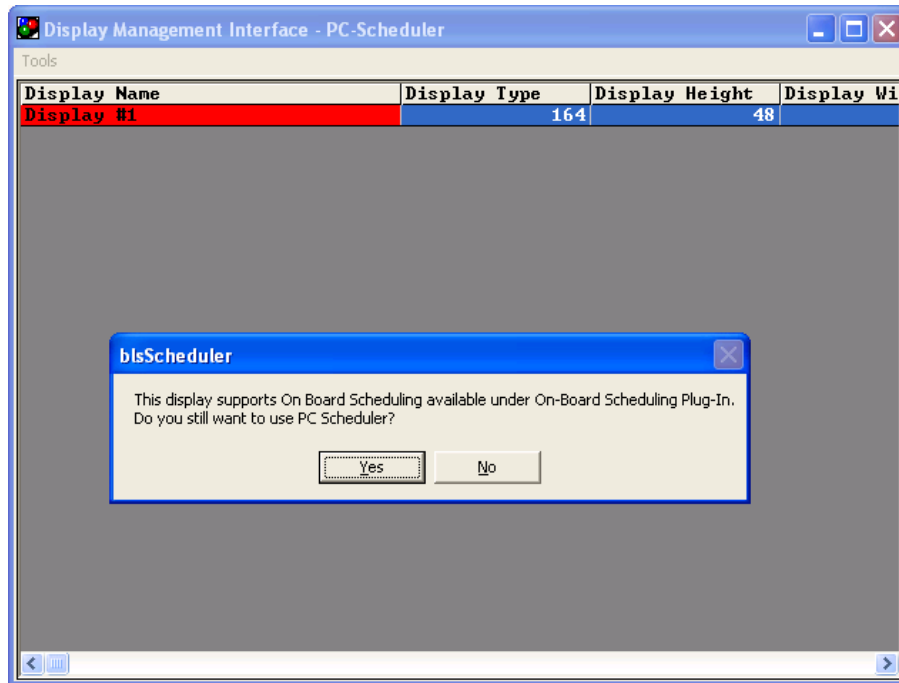 Display Management Interface - PC-Scheduler
Tools
Display Name Display Type Display Height Display Wi
Display #1 164 48
blsScheduler
This display supports On Board Scheduling available under On-Board Scheduling Plug-In.
Do you still want to use PC Scheduler?
Yes No